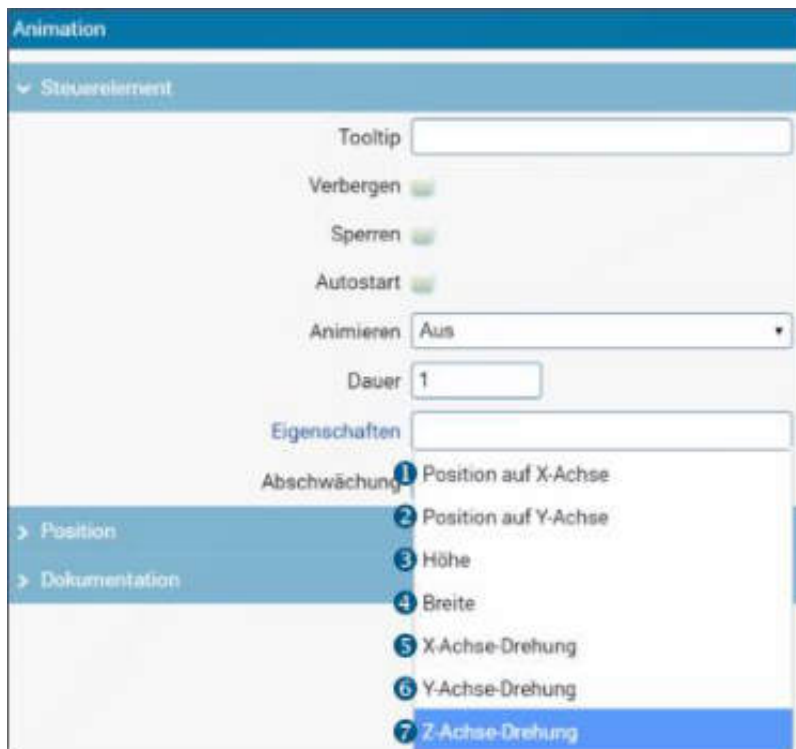 Animation
Steuerelement
Tooltip
Verbergen
Sperren
Autostart
Animieren Aus
Dauer 1
Eigenschaften
Abschwächung
1 Position auf X-Achse
2 Position auf Y-Achse
Position
3 Höhe
Dokumentation
4 Breite
5 X-Achse-Drehung
6 Y-Achse-Drehung
7 Z-Achse-Drehung